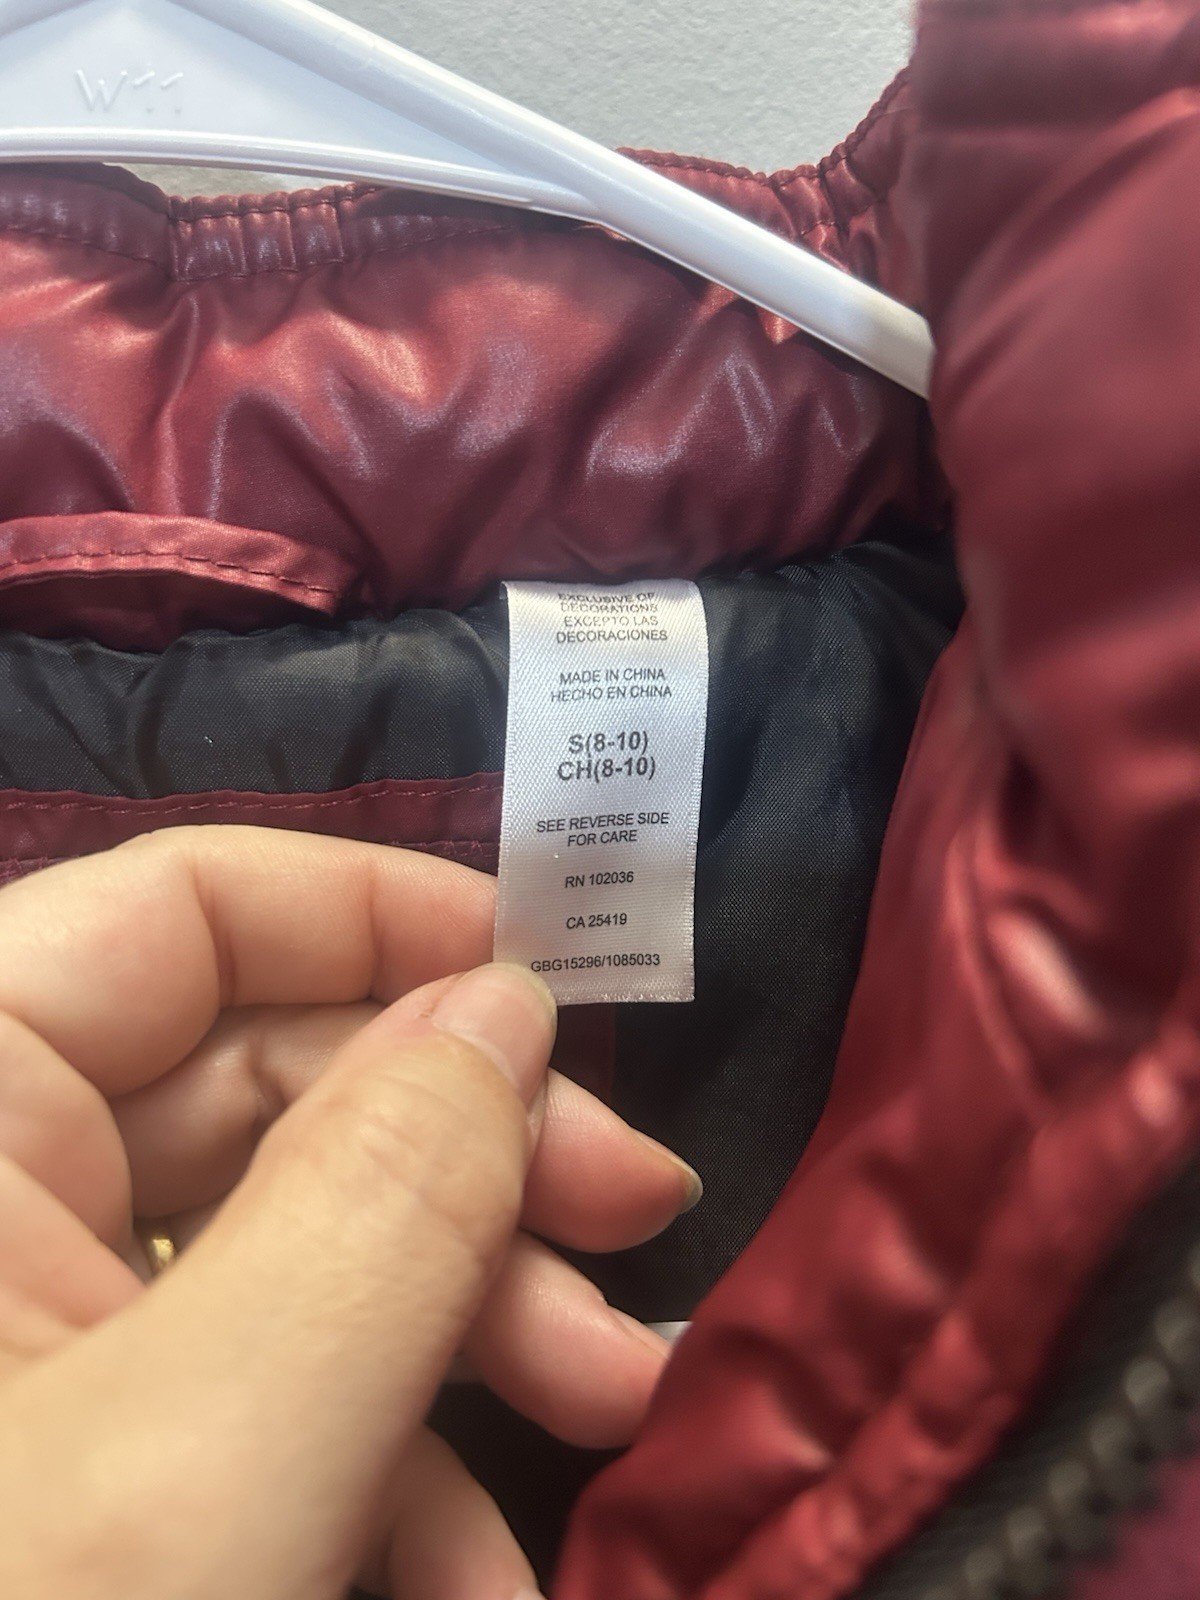 W11
EXCLUSIVE OF
DECORATIONS
EXCEPTO LAS
DECORACIONES
MADE IN CHINA
HECHO EN CHINA
S(8-10)
CH(8-10)
SEE REVERSE SIDE
FOR CARE
RN 102036
CA 25419
GBG15296/1085033